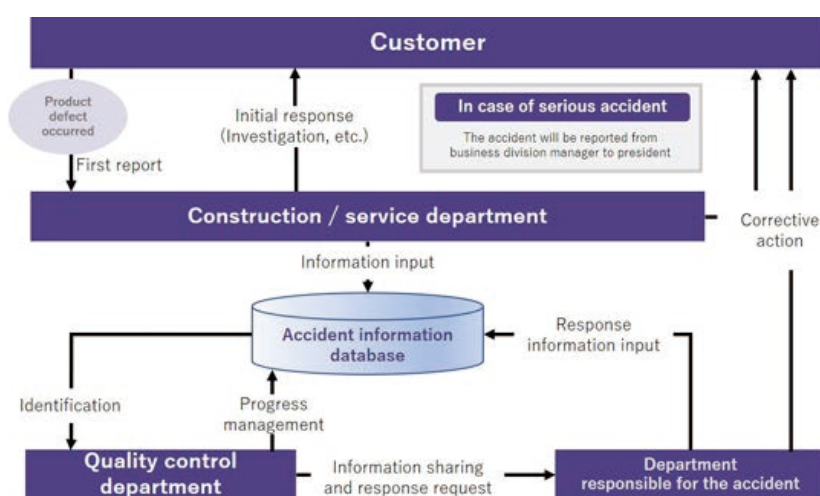 Customer
Product
defect
occurred
First report
Initial response
(Investigation, etc.)
In case of serious accident
The accident will be reported from
business division manager to president
Construction / service department
Corrective
action
Information input
Accident information
database
Response
information input
Identification
Progress
management
Quality control
department
Information sharing
and response request
Department
responsible for the accident